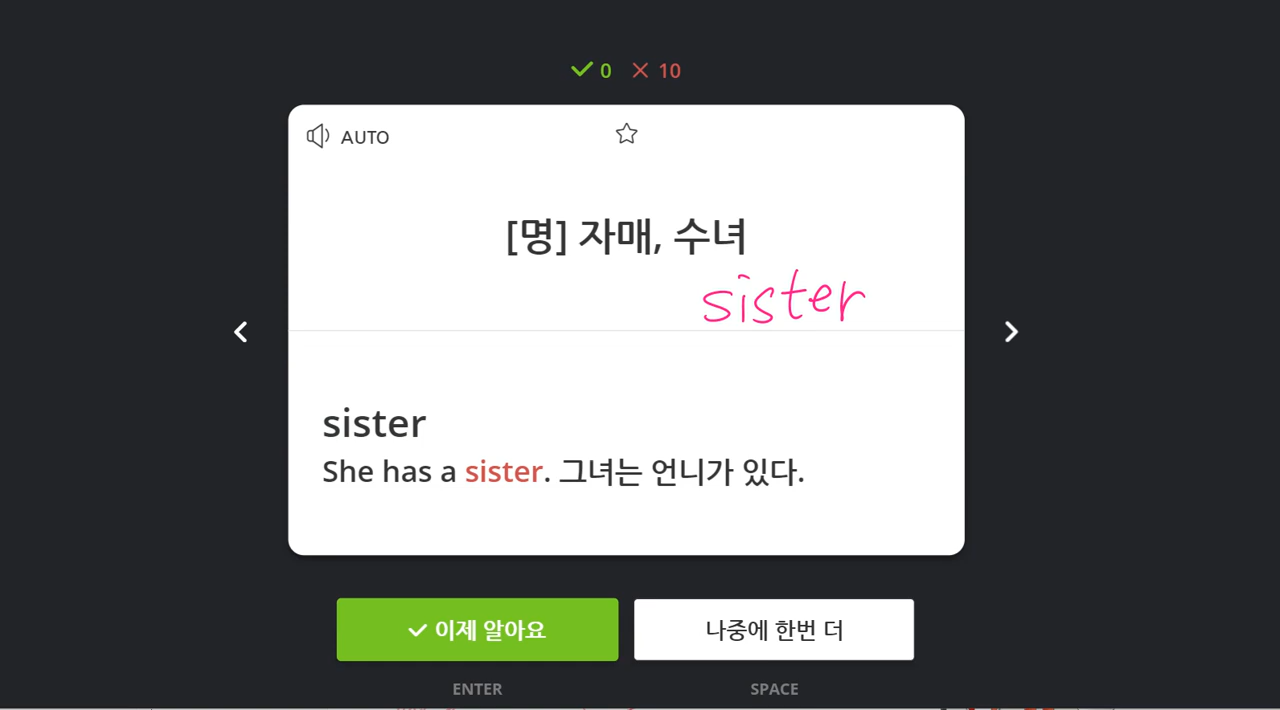 0 10
AUTO
[명] 자매, 수녀
sister
sister
She has a sister. 그녀는 언니가 있다.
이제 알아요 나중에 한번 더
ENTER SPACE